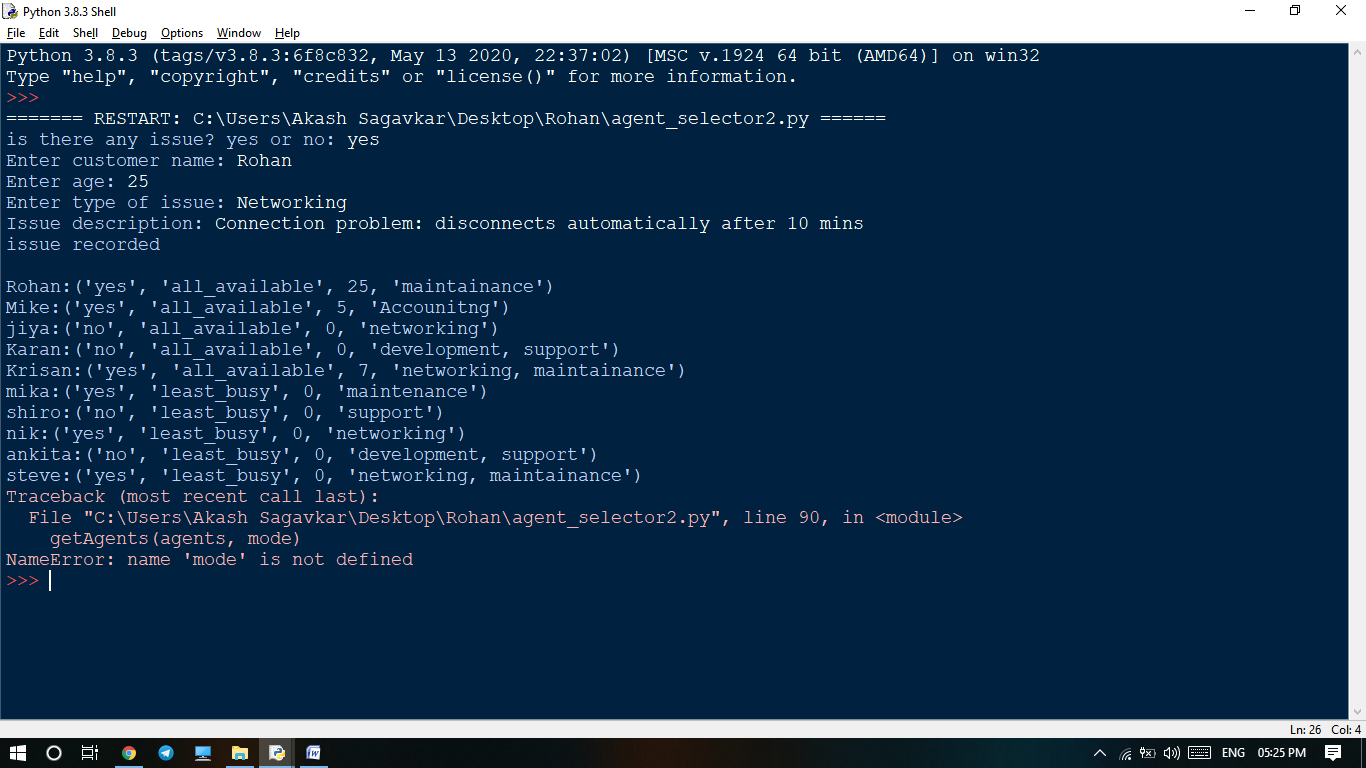 Python 3.8.3 Shell
File Edit Shell Debug Options Window Help
Python 3.8.3 (tags/v3.8.3:6f8c832, May 13 2020, 22:37:02) [MSC v.1924 64 bit (AMD64)] on win32
Type "help", "copyright", "credits" or "license()" for more information.
>>>
======= RESTART: C:\Users\Akash Sagavkar\Desktop\Rohan\agent_selector2.py ======
is there any issue? yes or no: yes
Enter customer name: Rohan
Enter age: 25
Enter type of issue: Networking
Issue description: Connection problem: disconnects automatically after 10 mins
issue recorded
Rohan:('yes', 'all_available', 25, 'maintainance')
Mike:('yes', 'all_available', 5, 'Accounitng')
jiya:('no', 'all_available', 0, 'networking')
Karan:('no', 'all_available', 0, 'development, support')
Krisan:('yes', 'all_available', 7, 'networking, maintainance')
mika:('yes', 'least_busy', 0, 'maintenance')
shiro:('no', 'least_busy', 0, 'support')
nik:('yes', 'least_busy', 0, 'networking')
ankita:('no', 'least_busy', 0, 'development, support')
steve:('yes', 'least_busy', 0, 'networking, maintainance')
Traceback (most recent call last):
  File "C:\Users\Akash Sagavkar\Desktop\Rohan\agent_selector2.py", line 90, in <module>
    getAgents(agents, mode)
NameError: name 'mode' is not defined
>>>
Ln: 26 Col: 4
ENG 05:25 PM